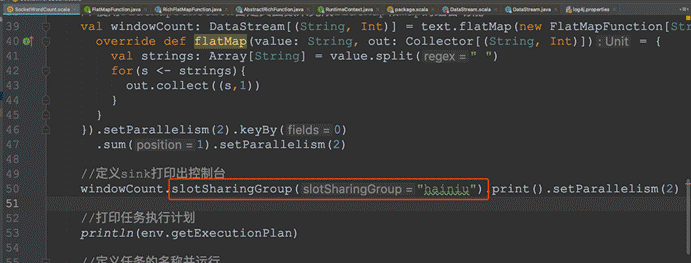 SocketWordCount.scala FlatMapFunction.java RichFlatMapFunction.java AbstractRichFunction.java RuntimeContext.java package.scala DataStream.scala DataStream.java log4j.properties
39 val windowCount: DataStream[(String, Int)] = text.flatMap(new FlatMapFunction[St
40 override def flatMap(value: String, out: Collector[(String, Int)]): Unit = {
41 val strings: Array[String] = value.split( regex = " ")
42 for(s <- strings){
43 out.collect((s,1))
44 }
45 }
46 }).setParallelism(2).keyBy( fields = 0)
47 .sum( position = 1).setParallelism(2)
48
49 //定义sink打印出控制台
50 windowCount.slotSharingGroup( slotSharingGroup = "hainiu").print().setParallelism(2)
51
52 //打印任务执行计划
53 println(env.getExecutionPlan)
54
55 //定义任务的名称并运行